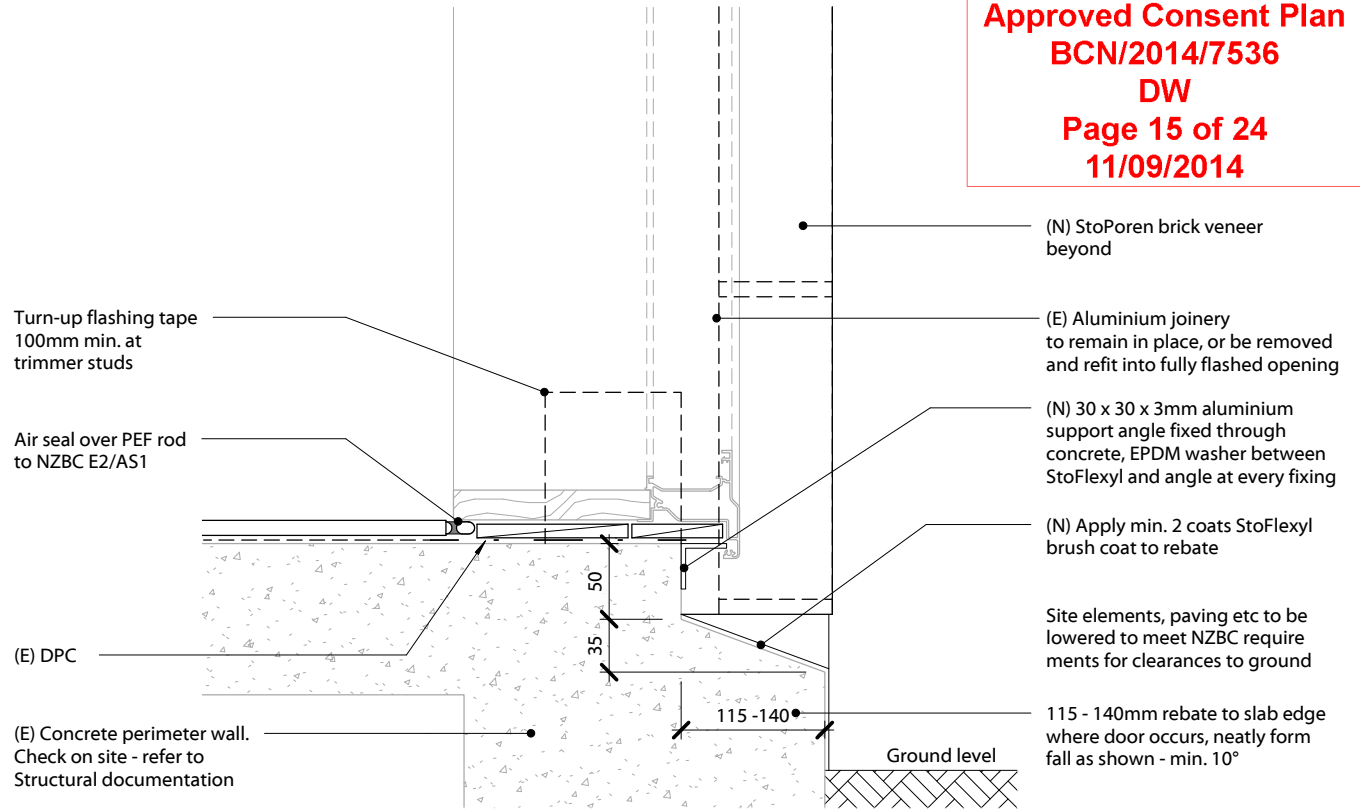 Approved Consent Plan
BCN/2014/7536
DW
Page 15 of 24
11/09/2014
Turn-up flashing tape
100mm min. at
trimmer studs
Air seal over PEF rod
to NZBC E2/AS1
(E) DPC
(E) Concrete perimeter wall.
Check on site - refer to
Structural documentation
50
35
115 -140
Ground level
(N) StoPoren brick veneer
beyond
(E) Aluminium joinery
to remain in place, or be removed
and refit into fully flashed opening
(N) 30 x 30 x 3mm aluminium
support angle fixed through
concrete, EPDM washer between
StoFlexyl and angle at every fixing
(N) Apply min. 2 coats StoFlexyl
brush coat to rebate
Site elements, paving etc to be
lowered to meet NZBC require
ments for clearances to ground
115 - 140mm rebate to slab edge
where door occurs, neatly form
fall as shown - min. 10°